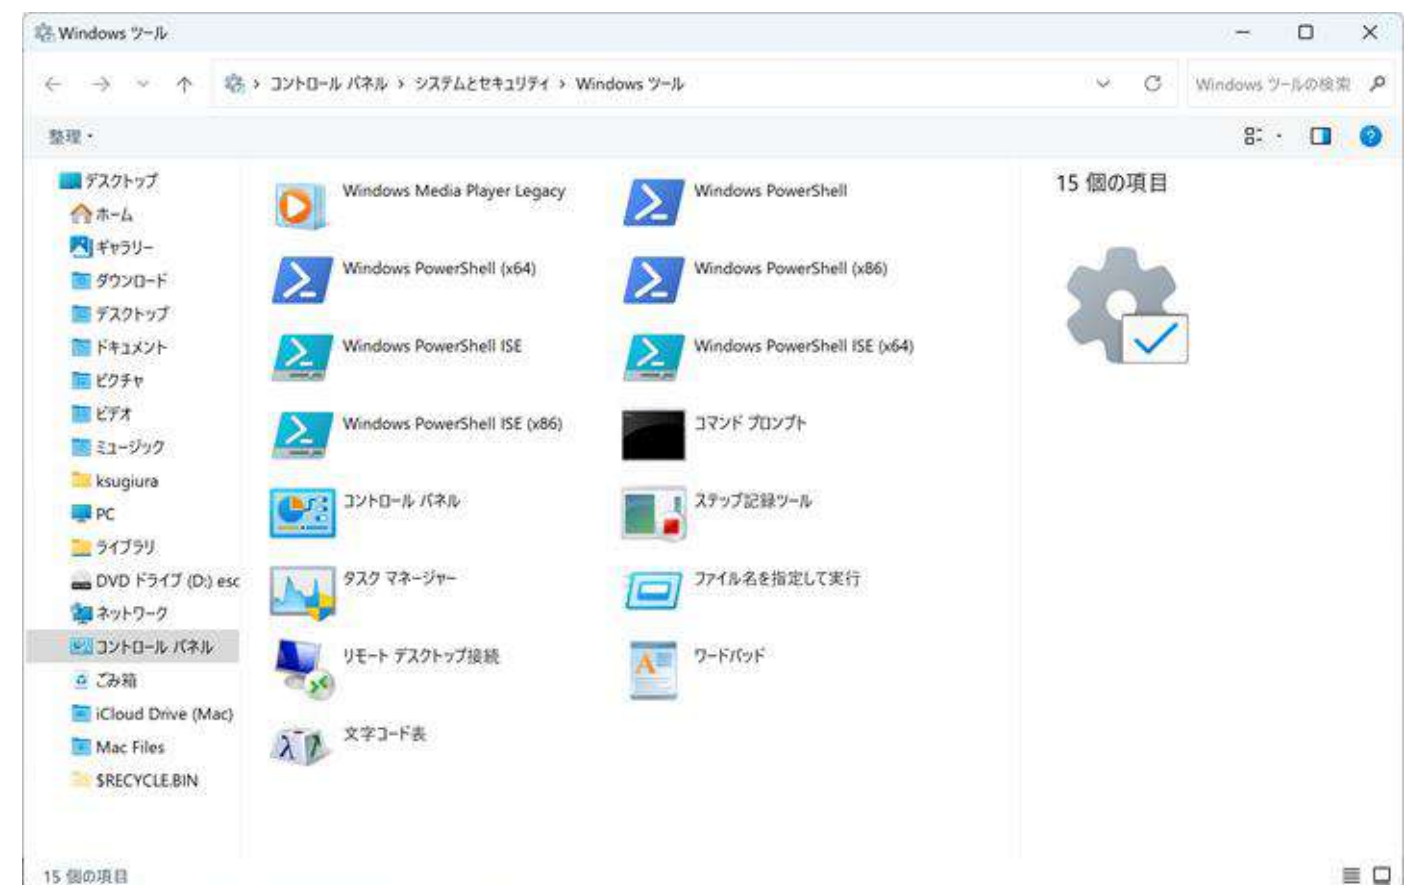 Windows ツール
コントロール パネル > システムとセキュリティ > Windows ツール
Windows ツールの検索
整理
デスクトップ
ホーム
ギャラリー
ダウンロード
デスクトップ
ドキュメント
ピクチャ
ビデオ
ミュージック
ksugiura
PC
ライブラリ
DVD ドライブ (D:) esc
ネットワーク
コントロール パネル
ごみ箱
iCloud Drive (Mac)
Mac Files
$RECYCLE.BIN
Windows Media Player Legacy
Windows PowerShell
Windows PowerShell (x64)
Windows PowerShell (x86)
Windows PowerShell ISE
Windows PowerShell ISE (x64)
Windows PowerShell ISE (x86)
コマンド プロンプト
コントロール パネル
ステップ記録ツール
タスク マネージャー
ファイル名を指定して実行
リモート デスクトップ接続
ワードパッド
文字コード表
15 個の項目
15 個の項目